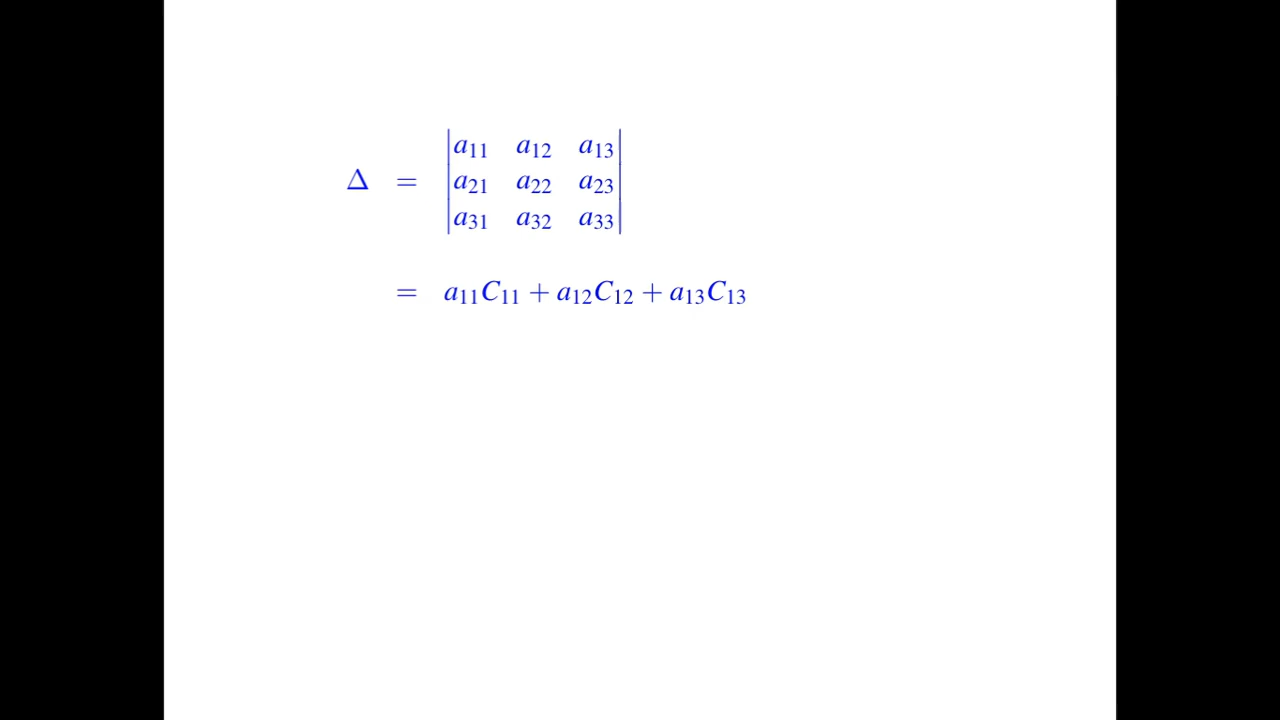 Δ = |a₁₁ a₁₂ a₁₃|
|a₂₁ a₂₂ a₂₃|
|a₃₁ a₃₂ a₃₃|
= a₁₁C₁₁ + a₁₂C₁₂ + a₁₃C₁₃